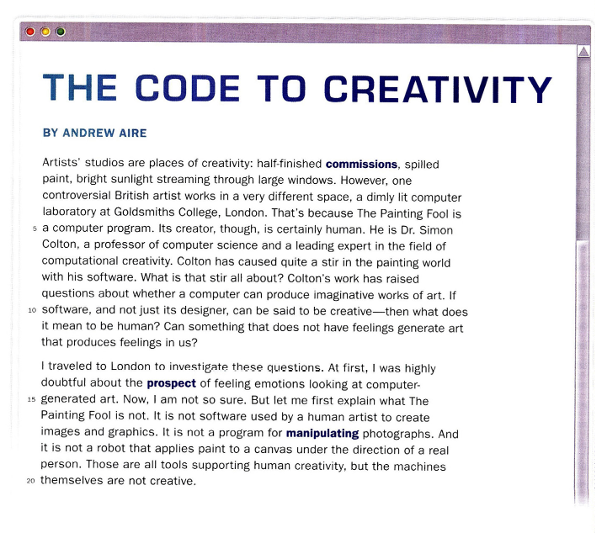 THE CODE TO CREATIVITY
BY ANDREW AIRE
Artists' studios are places of creativity: half-finished commissions, spilled
paint, bright sunlight streaming through large windows. However, one
controversial British artist works in a very different space, a dimly lit computer
laboratory at Goldsmiths College, London. That's because The Painting Fool is
5 a computer program. Its creator, though, is certainly human. He is Dr. Simon
Colton, a professor of computer science and a leading expert in the field of
computational creativity. Colton has caused quite a stir in the painting world
with his software. What is that stir all about? Colton's work has raised
questions about whether a computer can produce imaginative works of art. If
10 software, and not just its designer, can be said to be creative—then what does
it mean to be human? Can something that does not have feelings generate art
that produces feelings in us?
I traveled to London to investigate these questions. At first, I was highly
doubtful about the prospect of feeling emotions looking at computer-
15 generated art. Now, I am not so sure. But let me first explain what The
Painting Fool is not. It is not software used by a human artist to create
images and graphics. It is not a program for manipulating photographs. And
it is not a robot that applies paint to a canvas under the direction of a real
person. Those are all tools supporting human creativity, but the machines
20 themselves are not creative.